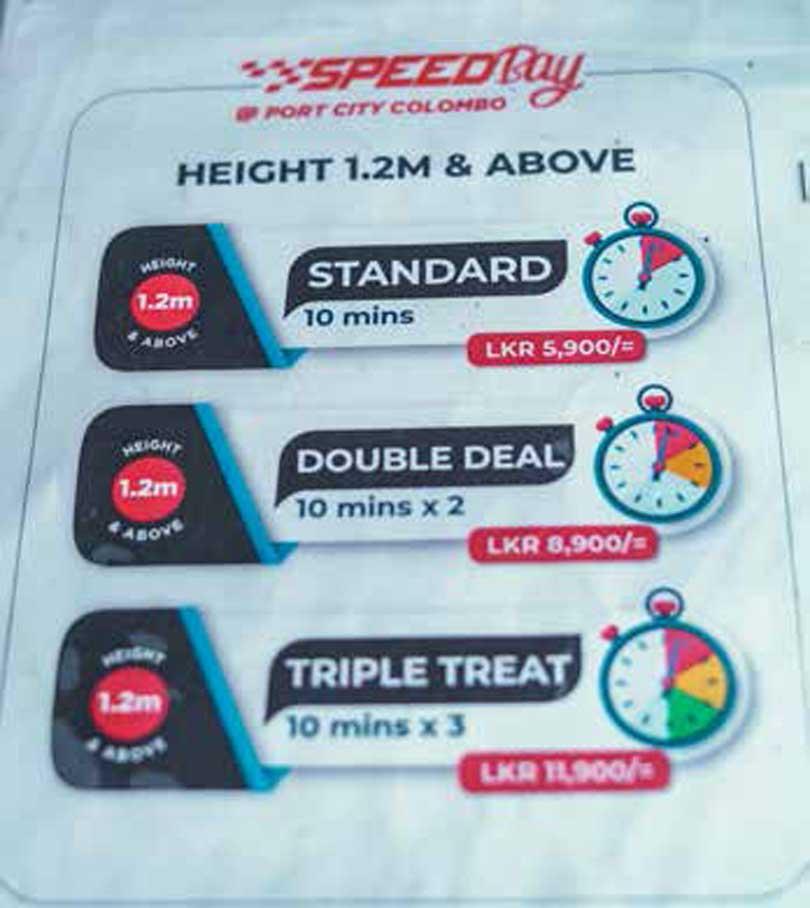 SPEEDBay
@ PORT CITY COLOMBO
HEIGHT 1.2M & ABOVE
HEIGHT
1.2m
& ABOVE
STANDARD
10 mins
LKR 5,900/=
HEIGHT
1.2m
& ABOVE
DOUBLE DEAL
10 mins x 2
LKR 8,900/=
HEIGHT
1.2m
& ABOVE
TRIPLE TREAT
10 mins x 3
LKR 11,900/=